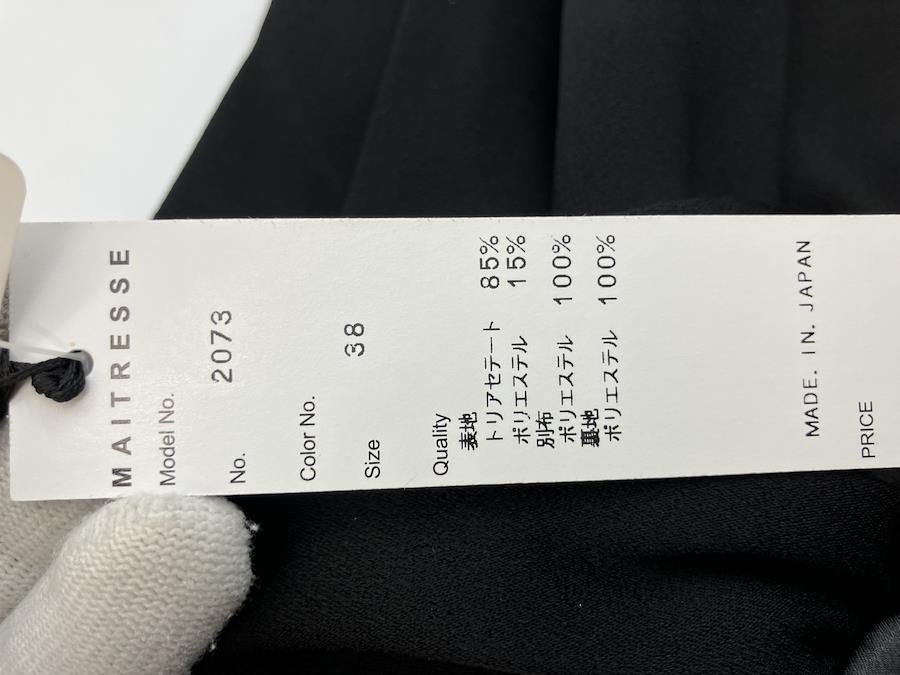 MAITRESSE
Model No.
No. 2073
Color No.
Size 38
Quality
表地
トリアセテート 85%
ポリエステル 15%
別布
ポリエステル 100%
裏地
ポリエステル 100%
MADE. IN. JAPAN
PRICE